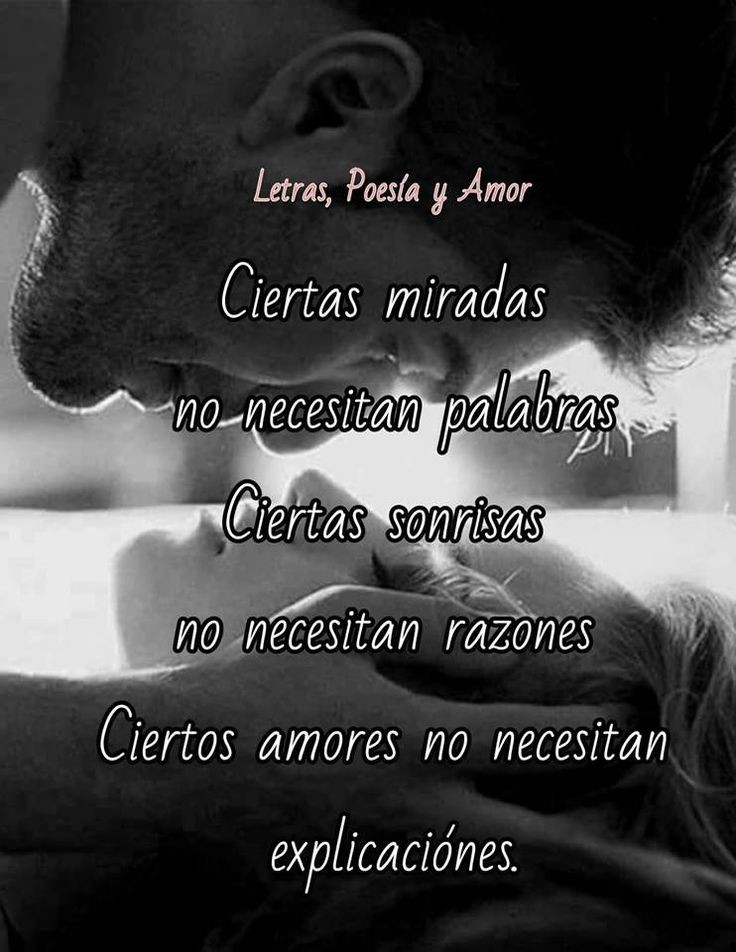 Letras, Poesía y Amor
Ciertas miradas
no necesitan palabras
Ciertas sonrisas
no necesitan razones
Ciertos amores no necesitan
explicaciónes.